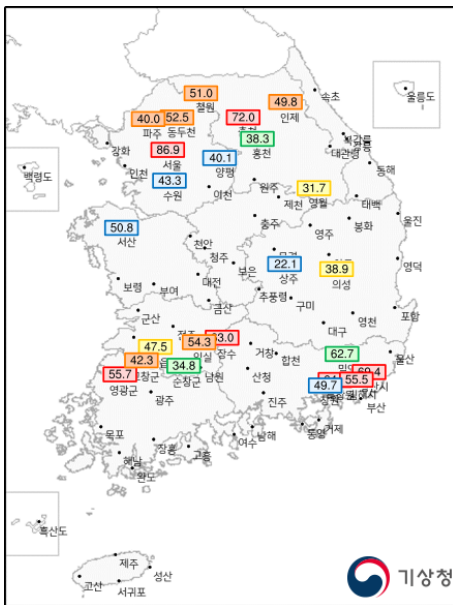 51.0
철원
49.8
인제
속초
울릉도
40.0
파주
52.5
동두천
72.0
38.3
홍천
강화
86.9
서울
인천
43.3
수원
40.1
양평
이천
대관령
동해
백령도
원주
제천
31.7
영월
태백
50.8
서산
천안
청주
충주
영주
봉화
울진
보은
22.1
상주
38.9
의성
영덕
보령
부여
대전
금산
추풍령
구미
영천
포항
대구
군산
47.5
54.3
임실
장수
42.3
고창군
34.8
순창군
남원
거창
합천
산청
62.7
울산
55.7
영광군
광주
진주
49.7
55.5
부산
목포
장흥
고흥
여수
남해
통영
거제
해남
완도
흑산도
제주
성산
고산
서귀포
기상청